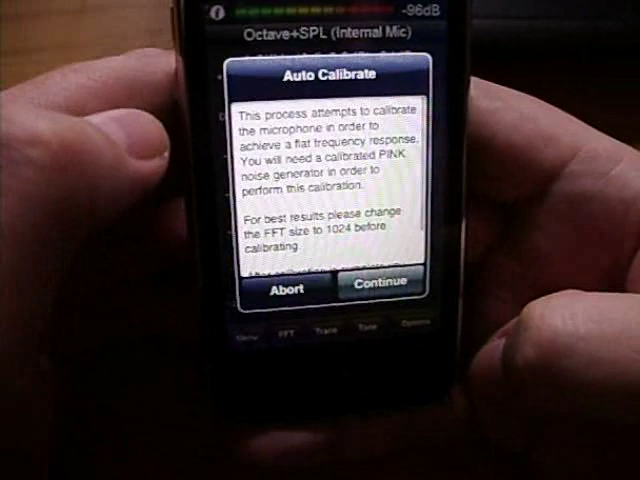 -96dB
Octave+SPL (Internal Mic)
Auto Calibrate
This process attempts to calibrate
the microphone in order to
achieve a flat frequency response.
You will need a calibrated PINK
noise generator in order to
perform this calibration.
For best results please change
the FFT size to 1024 before
calibrating
Abort
Continue
Menu
FFT
Tone
Options